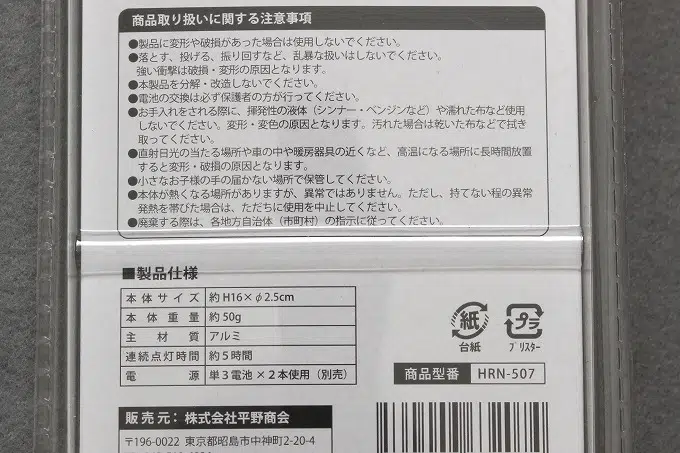 商品取り扱いに関する注意事項
●製品に変形や破損があった場合は使用しないでください。
●落とす、投げる、振り回すなど、乱暴な扱いはしないでください。
強い衝撃は破損・変形の原因となります。
●本製品を分解・改造しないでください。
●電池の交換は必ず保護者の方が行ってください。
●お手入れをされる際に、揮発性の液体（シンナー・ベンジンなど）や濡れた布など使用
しないでください。変形・変色の原因となります。汚れた場合は乾いた布などで拭き
取ってください。
●直射日光の当たる場所や車の中や暖房器具の近くなど、高温になる場所に長時間放置
すると変形・破損の原因となります。
●小さなお子様の手の届かない場所で保管してください。
●本体が熱くなる場合がありますが、異常ではありません。ただし、持てない程の異常
発熱を帯びた場合は、ただちに使用を中止してください。
●廃棄する際は、各地方自治体（市町村）の指示に従ってください。
■製品仕様
本体サイズ 約H16×φ2.5cm
本体重量 約50g
主材質 アルミ
連続点灯時間 約５時間
電源 単３電池×２本使用（別売）
紙
台紙
プラ
ブリスター
商品型番 HRN-507
販売元：株式会社平野商会
〒196-0022 東京都昭島市中神町2-20-4